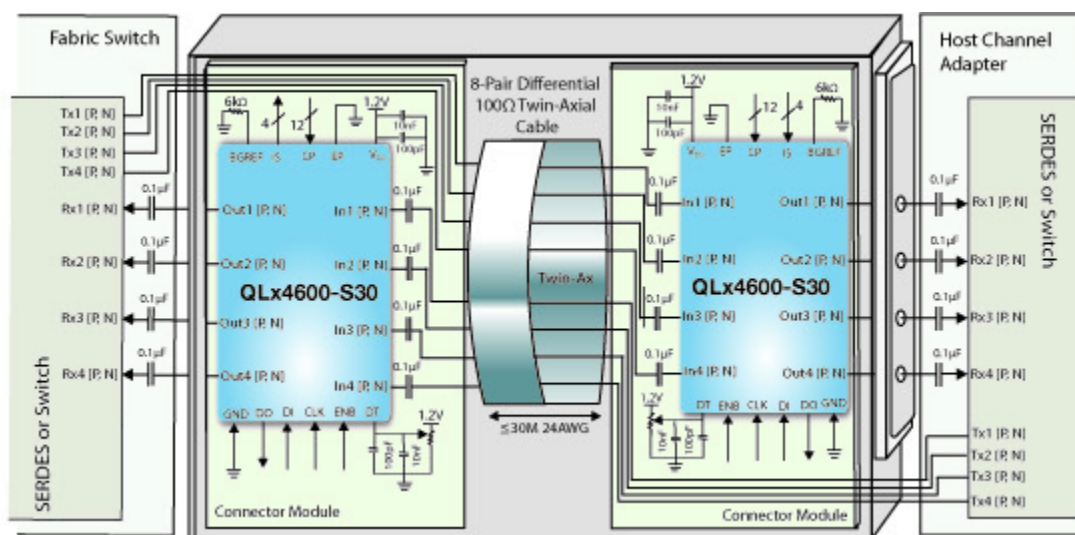 Fabric Switch
Tx1 [P, N]
Tx2 [P, N]
Tx3 [P, N]
Tx4 [P, N]
Rx1 [P, N]
Rx2 [P, N]
Rx3 [P, N]
Rx4 [P, N]
SERDES or Switch
0.1µF
0.1µF
0.1µF
0.1µF
6kΩ
4
12
1.2V
10nF
100pF
BGREF
IS
Out1 [P, N]
Out2 [P, N]
Out3 [P, N]
Out4 [P, N]
In1 [P, N]
In2 [P, N]
In3 [P, N]
In4 [P, N]
QLx4600-S30
GND
DO
DI
CLK
ENB
DT
0.1µF
0.1µF
0.1µF
0.1µF
100pF
10nF
1.2V
Connector Module
8-Pair Differential
100Ω Twin-Axial
Cable
Twin-Ax
≤30M 24AWG
1.2V
10nF
100pF
12
4
6kΩ
IS
BGREF
0.1µF
0.1µF
0.1µF
0.1µF
In1 [P, N]
In2 [P, N]
In3 [P, N]
In4 [P, N]
Out1 [P, N]
Out2 [P, N]
Out3 [P, N]
Out4 [P, N]
QLx4600-S30
DT
ENB
CLK
DI
DO
GND
1.2V
10nF
100pF
Connector Module
Host Channel
Adapter
0.1µF
0.1µF
0.1µF
0.1µF
Rx1 [P, N]
Rx2 [P, N]
Rx3 [P, N]
Rx4 [P, N]
Tx1 [P, N]
Tx2 [P, N]
Tx3 [P, N]
Tx4 [P, N]
SERDES or Switch